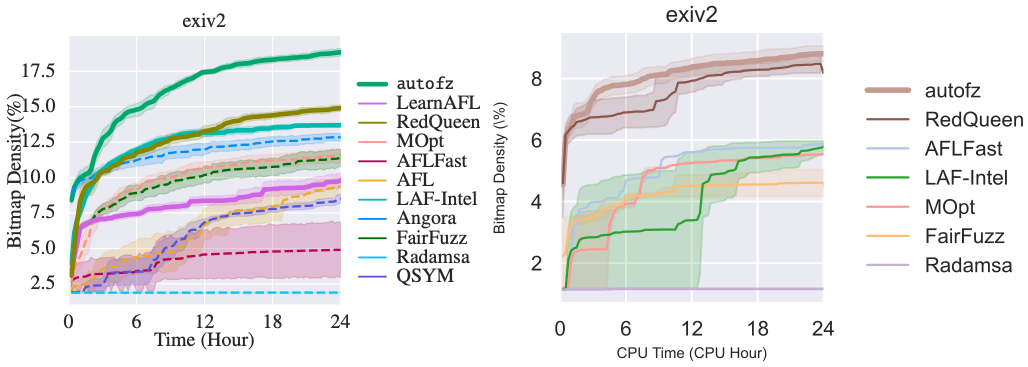 exiv2
Bitmap Density(%)
17.5
15.0
12.5
10.0
7.5
5.0
2.5
0
6
12
18
24
Time (Hour)
autofz
LearnAFL
RedQueen
MOpt
AFLFast
AFL
LAF-Intel
Angora
FairFuzz
Radamsa
QSYM
exiv2
Bitmap Density (\%)
8
6
4
2
0
6
12
18
24
CPU Time (CPU Hour)
autofz
RedQueen
AFLFast
LAF-Intel
MOpt
FairFuzz
Radamsa